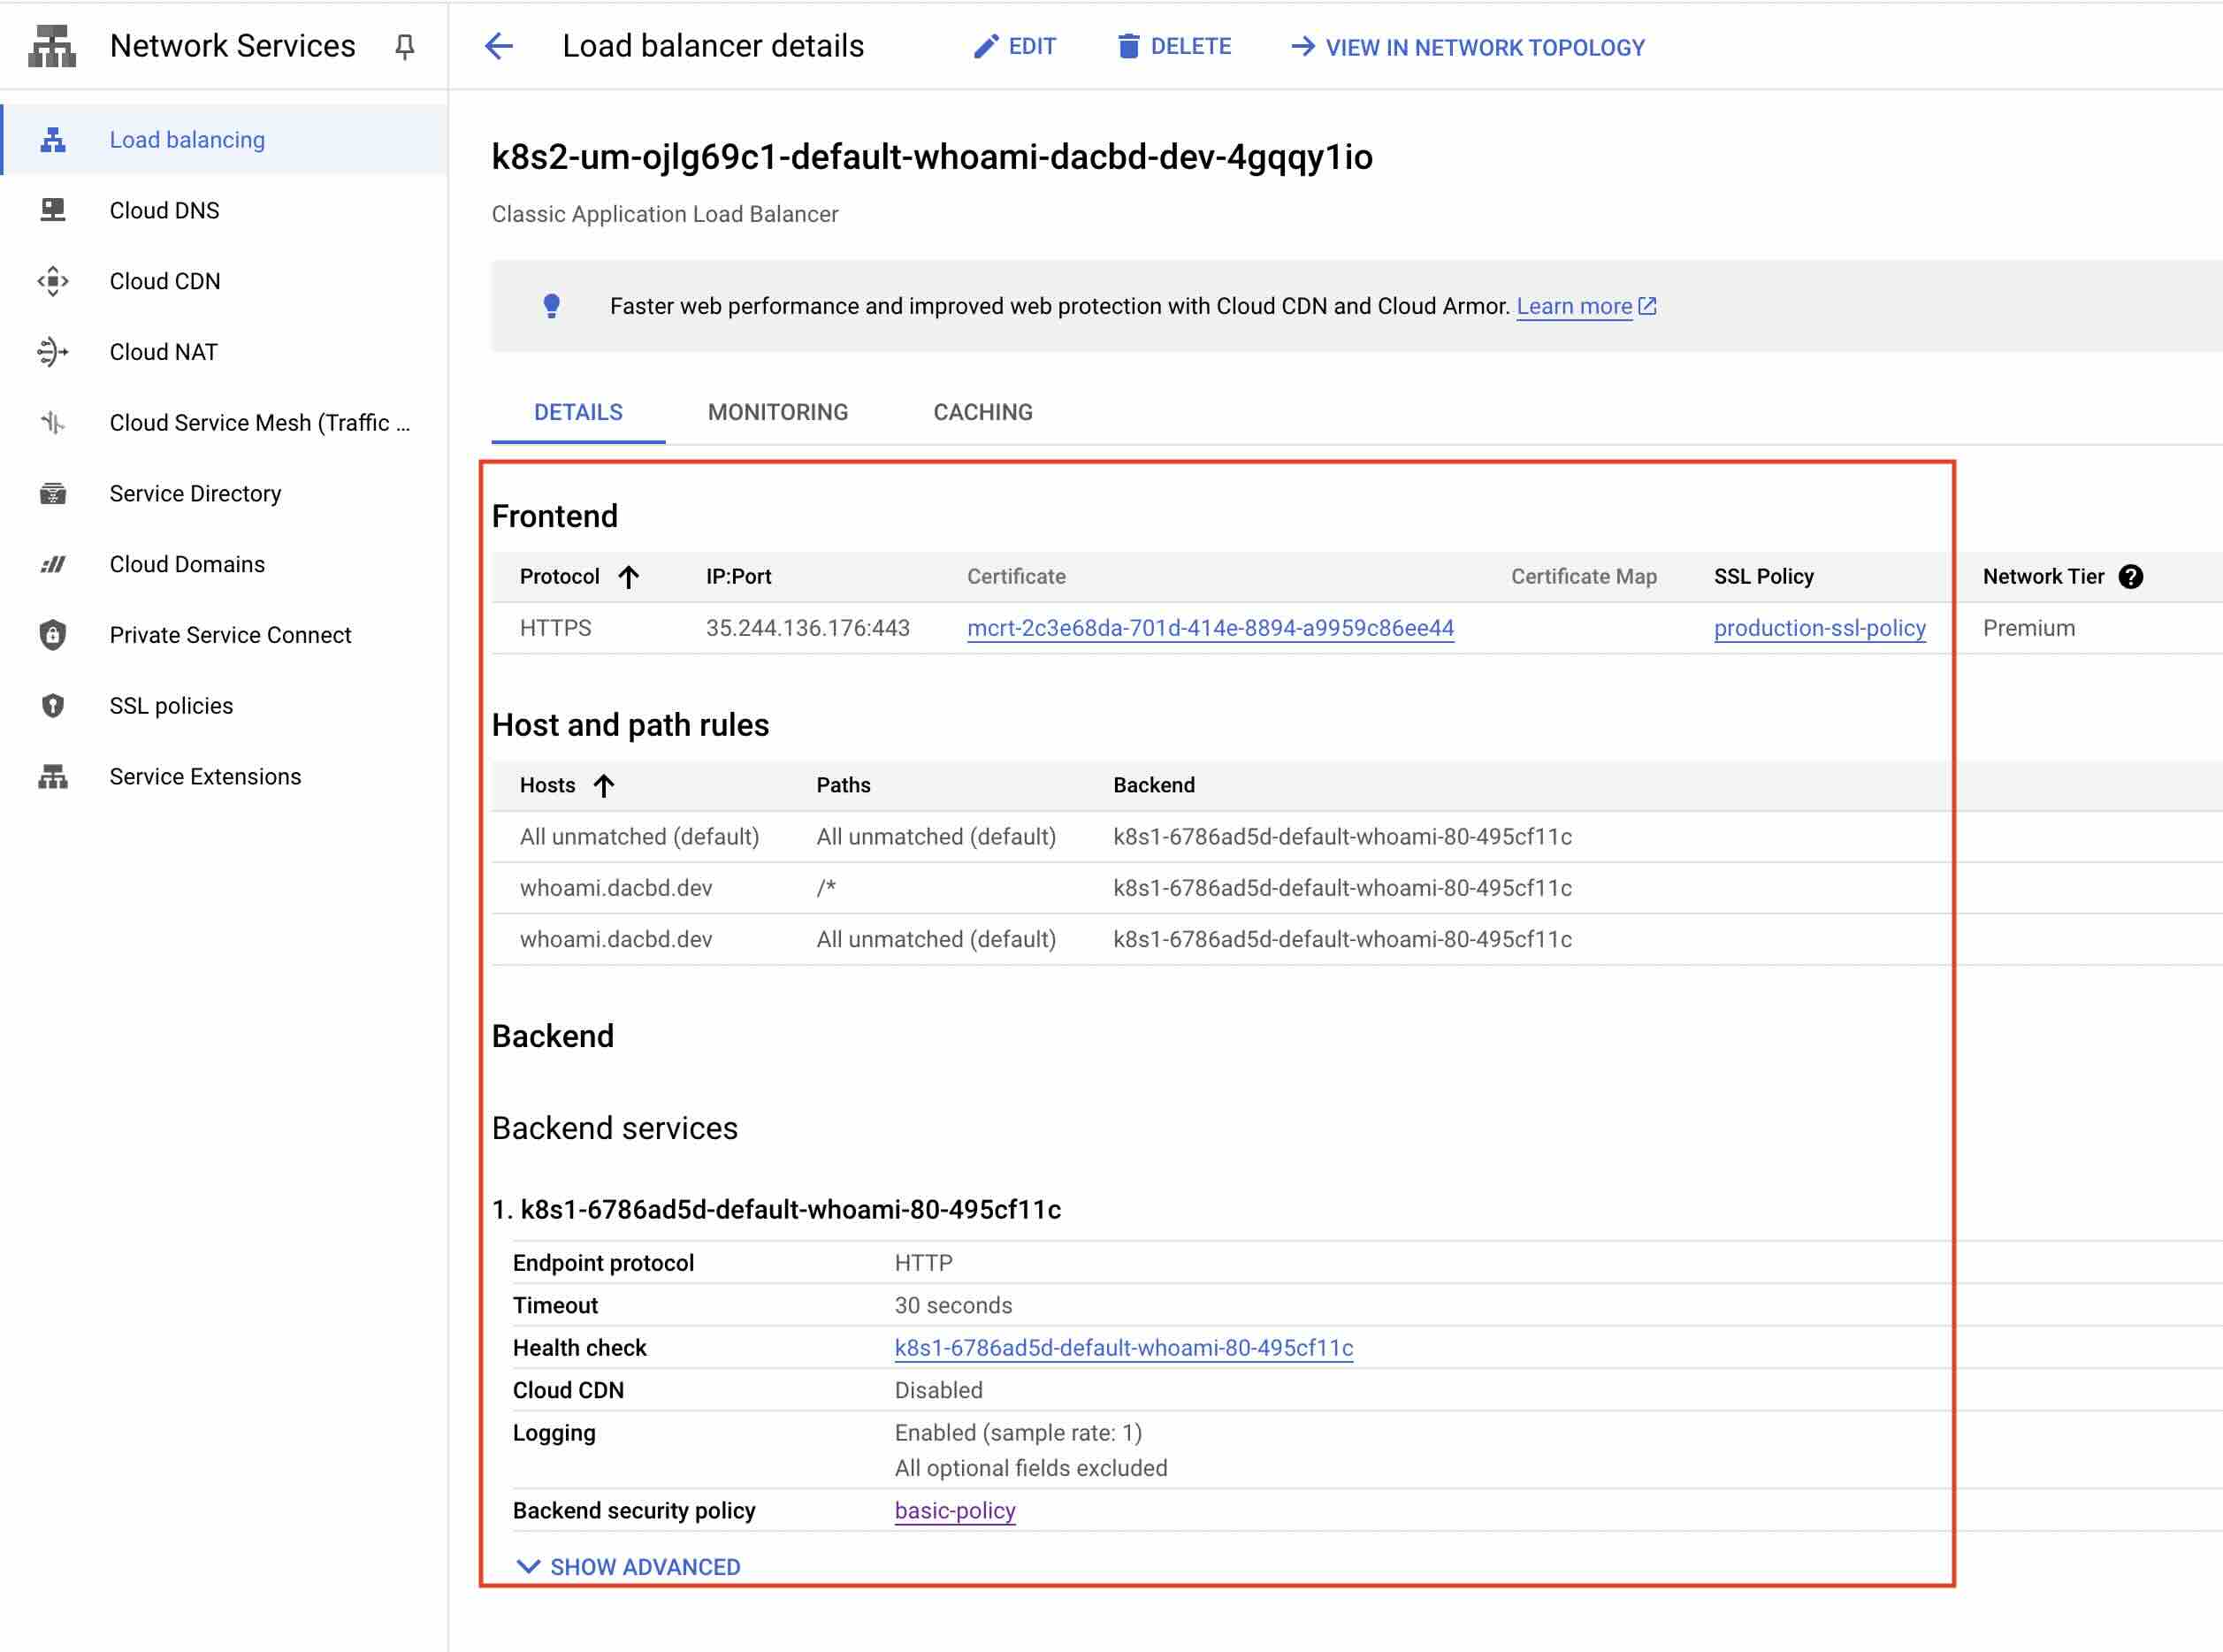 Network Services
Load balancer details
EDIT
DELETE
VIEW IN NETWORK TOPOLOGY
Load balancing
Cloud DNS
Cloud CDN
Cloud NAT
Cloud Service Mesh (Traffic ...
Service Directory
Cloud Domains
Private Service Connect
SSL policies
Service Extensions
k8s2-um-ojlg69c1-default-whoami-dacbd-dev-4gqqy1io
Classic Application Load Balancer
Faster web performance and improved web protection with Cloud CDN and Cloud Armor. Learn more
DETAILS MONITORING CACHING
Frontend
Protocol IP:Port Certificate Certificate Map SSL Policy Network Tier ?
HTTPS 35.244.136.176:443 mcrt-2c3e68da-701d-414e-8894-a9959c86ee44 production-ssl-policy Premium
Host and path rules
Hosts Paths Backend
All unmatched (default) All unmatched (default) k8s1-6786ad5d-default-whoami-80-495cf11c
whoami.dacbd.dev /* k8s1-6786ad5d-default-whoami-80-495cf11c
whoami.dacbd.dev All unmatched (default) k8s1-6786ad5d-default-whoami-80-495cf11c
Backend
Backend services
1. k8s1-6786ad5d-default-whoami-80-495cf11c
Endpoint protocol HTTP
Timeout 30 seconds
Health check k8s1-6786ad5d-default-whoami-80-495cf11c
Cloud CDN Disabled
Logging Enabled (sample rate: 1)
All optional fields excluded
Backend security policy basic-policy
SHOW ADVANCED